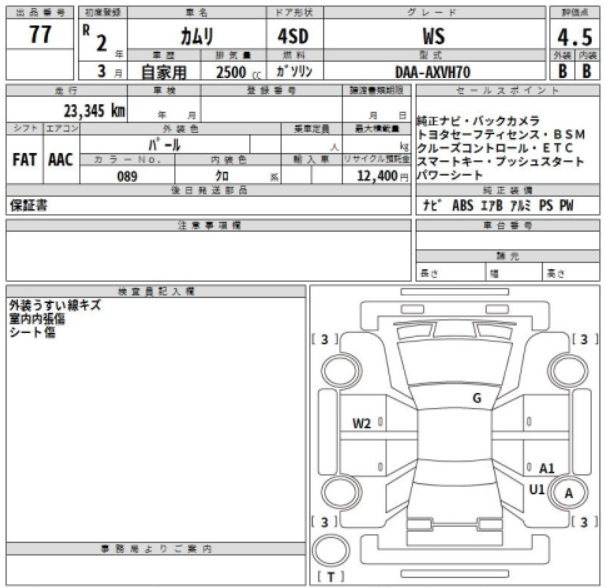 出品番号 初度登録 車名 ドア形状 グレード 評価点
77 R 2 年 カムリ 4SD WS 4.5
車歴 排気量 燃料 型式 外装 内装
3 月 自家用 2500 cc ガソリン DAA-AXVH70 B B
走行 車検 登録番号 譲渡書類期限 セールスポイント
23,345 km 年 月 月 日
純正ナビ・バックカメラ
トヨタセーフティセンス・BSM
クルーズコントロール・ETC
スマートキー・プッシュスタート
パワーシート
シフト エアコン 外装色 乗車定員 最大積載量
FAT AAC パール 人 kg
カラーNo. 内装色 輸入車 リサイクル預託金
089 クロ 系 12,400 円
後日発送部品 純正装備
保証書 ナビ ABS エアB アルミ PS PW
注意事項欄 車台番号
諸元
長さ 幅 高さ
検査員記入欄
外装うすい線キズ
室内内張傷
シート傷
[3] [3]
G
W2
A1
U1 A
[3] [3]
事務局よりご案内
[T]